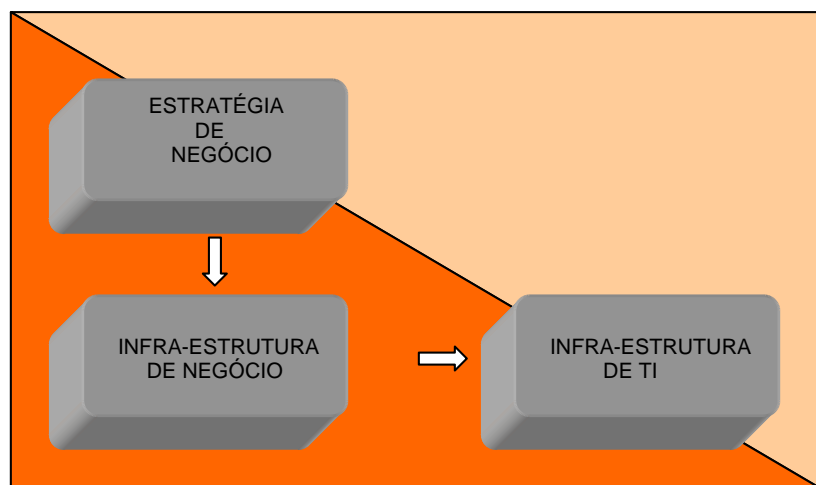 ESTRATÉGIA
DE
NEGÓCIO
INFRA-ESTRUTURA
DE NEGÓCIO
INFRA-ESTRUTURA
DE TI